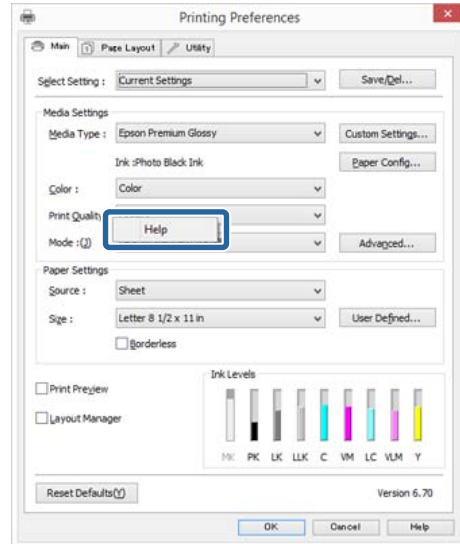 Printing Preferences
Main Page Layout Utility
Select Setting : Current Settings Save/Del...
Media Settings
Media Type : Epson Premium Glossy Custom Settings...
Ink :Photo Black Ink Paper Config...
Color : Color
Print Quality
Help
Mode :(J) Advanced...
Paper Settings
Source : Sheet
Size : Letter 8 1/2 x 11 in User Defined...
Borderless
Ink Levels
Print Preview
Layout Manager
MK PK LK LLK C VM LC VLM Y
Reset Defaults(Y) Version 6.70
OK Cancel Help